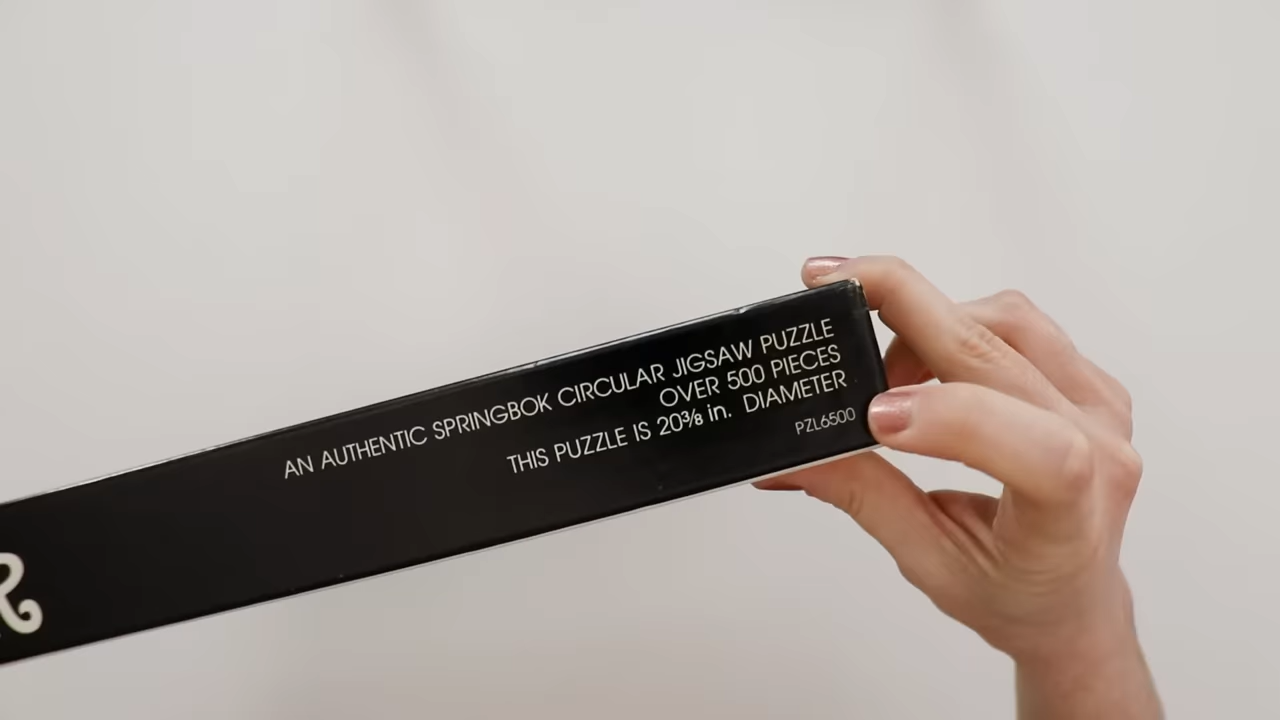 AN AUTHENTIC SPRINGBOK CIRCULAR JIGSAW PUZZLE
OVER 500 PIECES
THIS PUZZLE IS 20⅜ in. DIAMETER
PZL6500